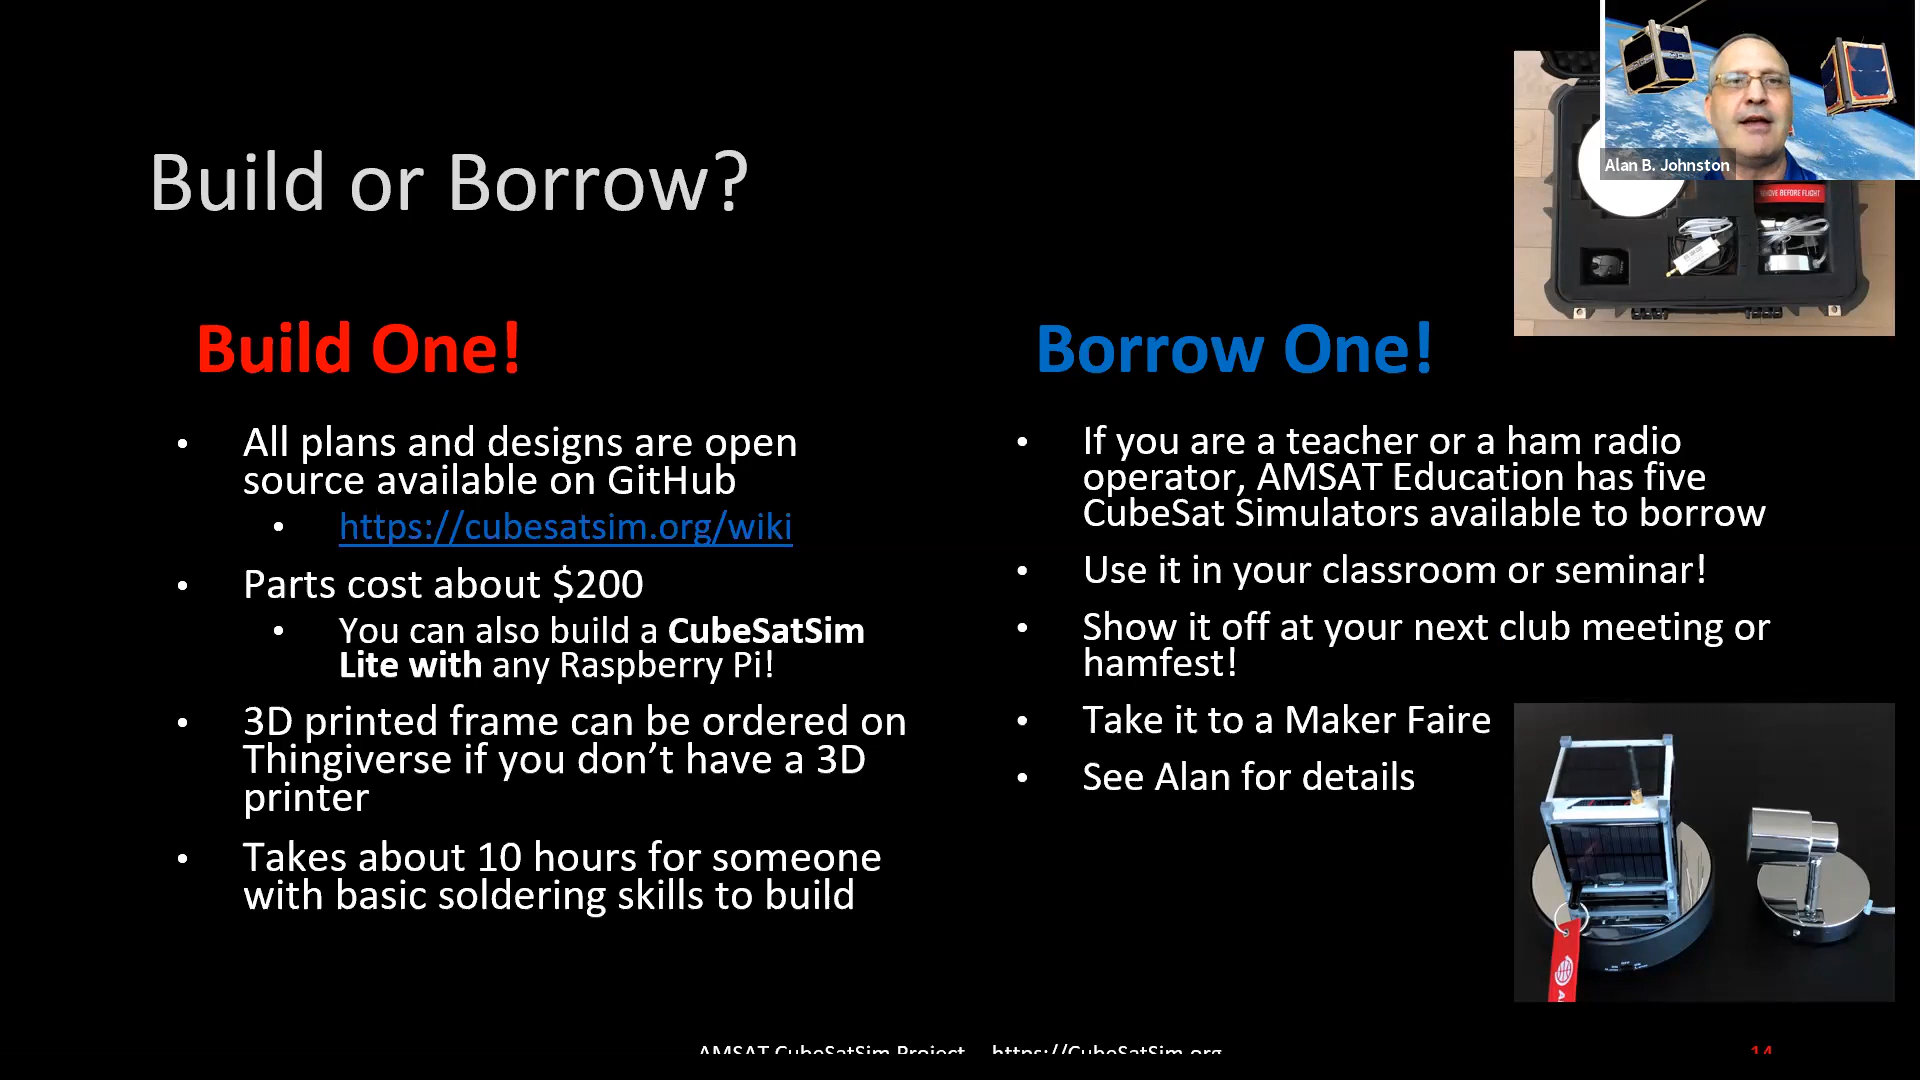 Alan B. Johnston
REMOVE BEFORE FLIGHT
Build or Borrow?
Build One!
• All plans and designs are open
source available on GitHub
• https://cubesatsim.org/wiki
• Parts cost about $200
• You can also build a CubeSatSim
Lite with any Raspberry Pi!
• 3D printed frame can be ordered on
Thingiverse if you don’t have a 3D
printer
• Takes about 10 hours for someone
with basic soldering skills to build
Borrow One!
• If you are a teacher or a ham radio
operator, AMSAT Education has five
CubeSat Simulators available to borrow
• Use it in your classroom or seminar!
• Show it off at your next club meeting or
hamfest!
• Take it to a Maker Faire
• See Alan for details
AMSAT CubeSatSim Project https://CubeSatSim.org
14